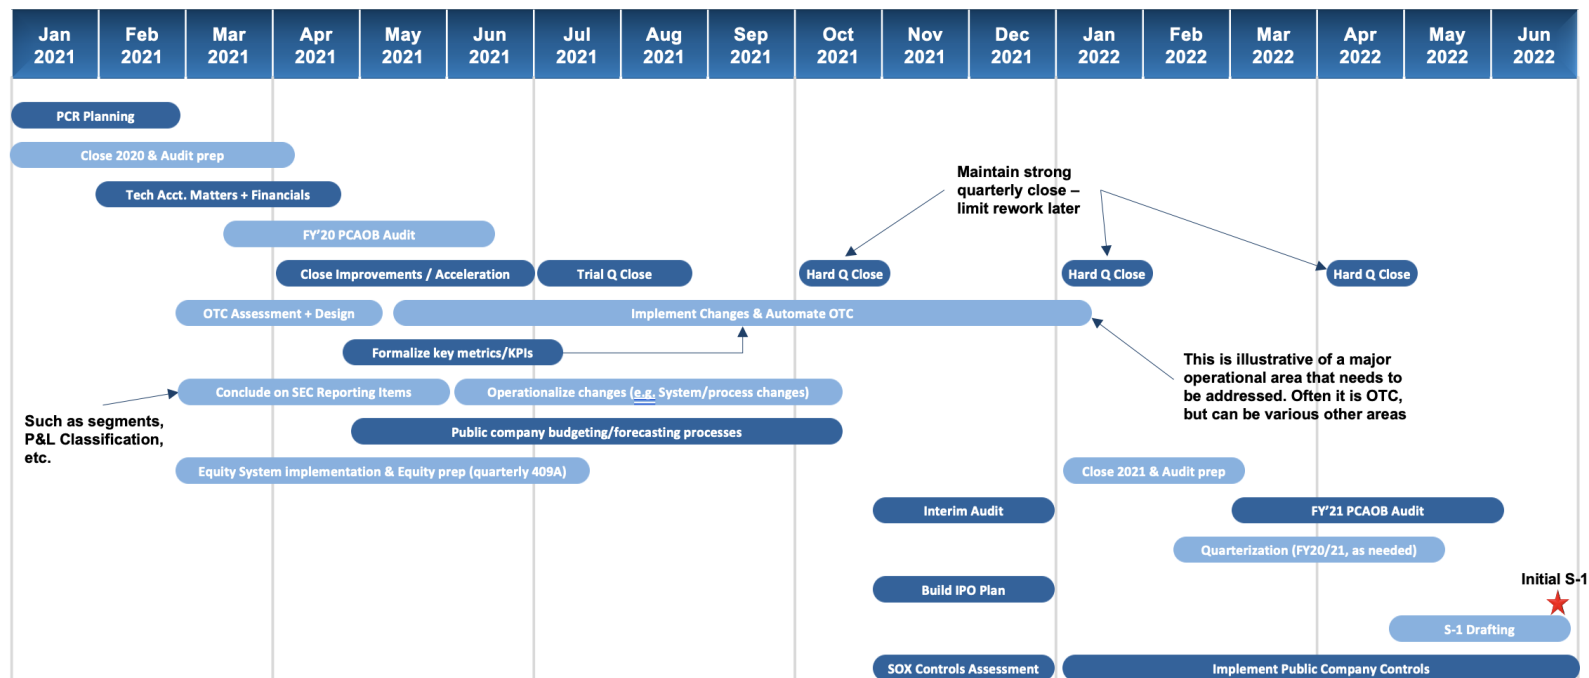 Jan Feb Mar Apr May Jun Jul Aug Sep Oct Nov Dec Jan Feb Mar Apr May Jun
2021 2021 2021 2021 2021 2021 2021 2021 2021 2021 2021 2021 2022 2022 2022 2022 2022 2022
PCR Planning
Close 2020 & Audit prep
Maintain strong
quarterly close –
limit rework later
Tech Acct. Matters + Financials
FY'20 PCAOB Audit
Close Improvements / Acceleration
Trial Q Close
Hard Q Close
Hard Q Close
Hard Q Close
OTC Assessment + Design
Implement Changes & Automate OTC
Formalize key metrics/KPIs
This is illustrative of a major
operational area that needs to
be addressed. Often it is OTC,
but can be various other areas
Conclude on SEC Reporting Items
Operationalize changes (e.g. System/process changes)
Such as segments,
P&L Classification,
etc.
Public company budgeting/forecasting processes
Equity System implementation & Equity prep (quarterly 409A)
Close 2021 & Audit prep
Interim Audit
FY'21 PCAOB Audit
Quarterization (FY20/21, as needed)
Build IPO Plan
Initial S-1
S-1 Drafting
SOX Controls Assessment
Implement Public Company Controls